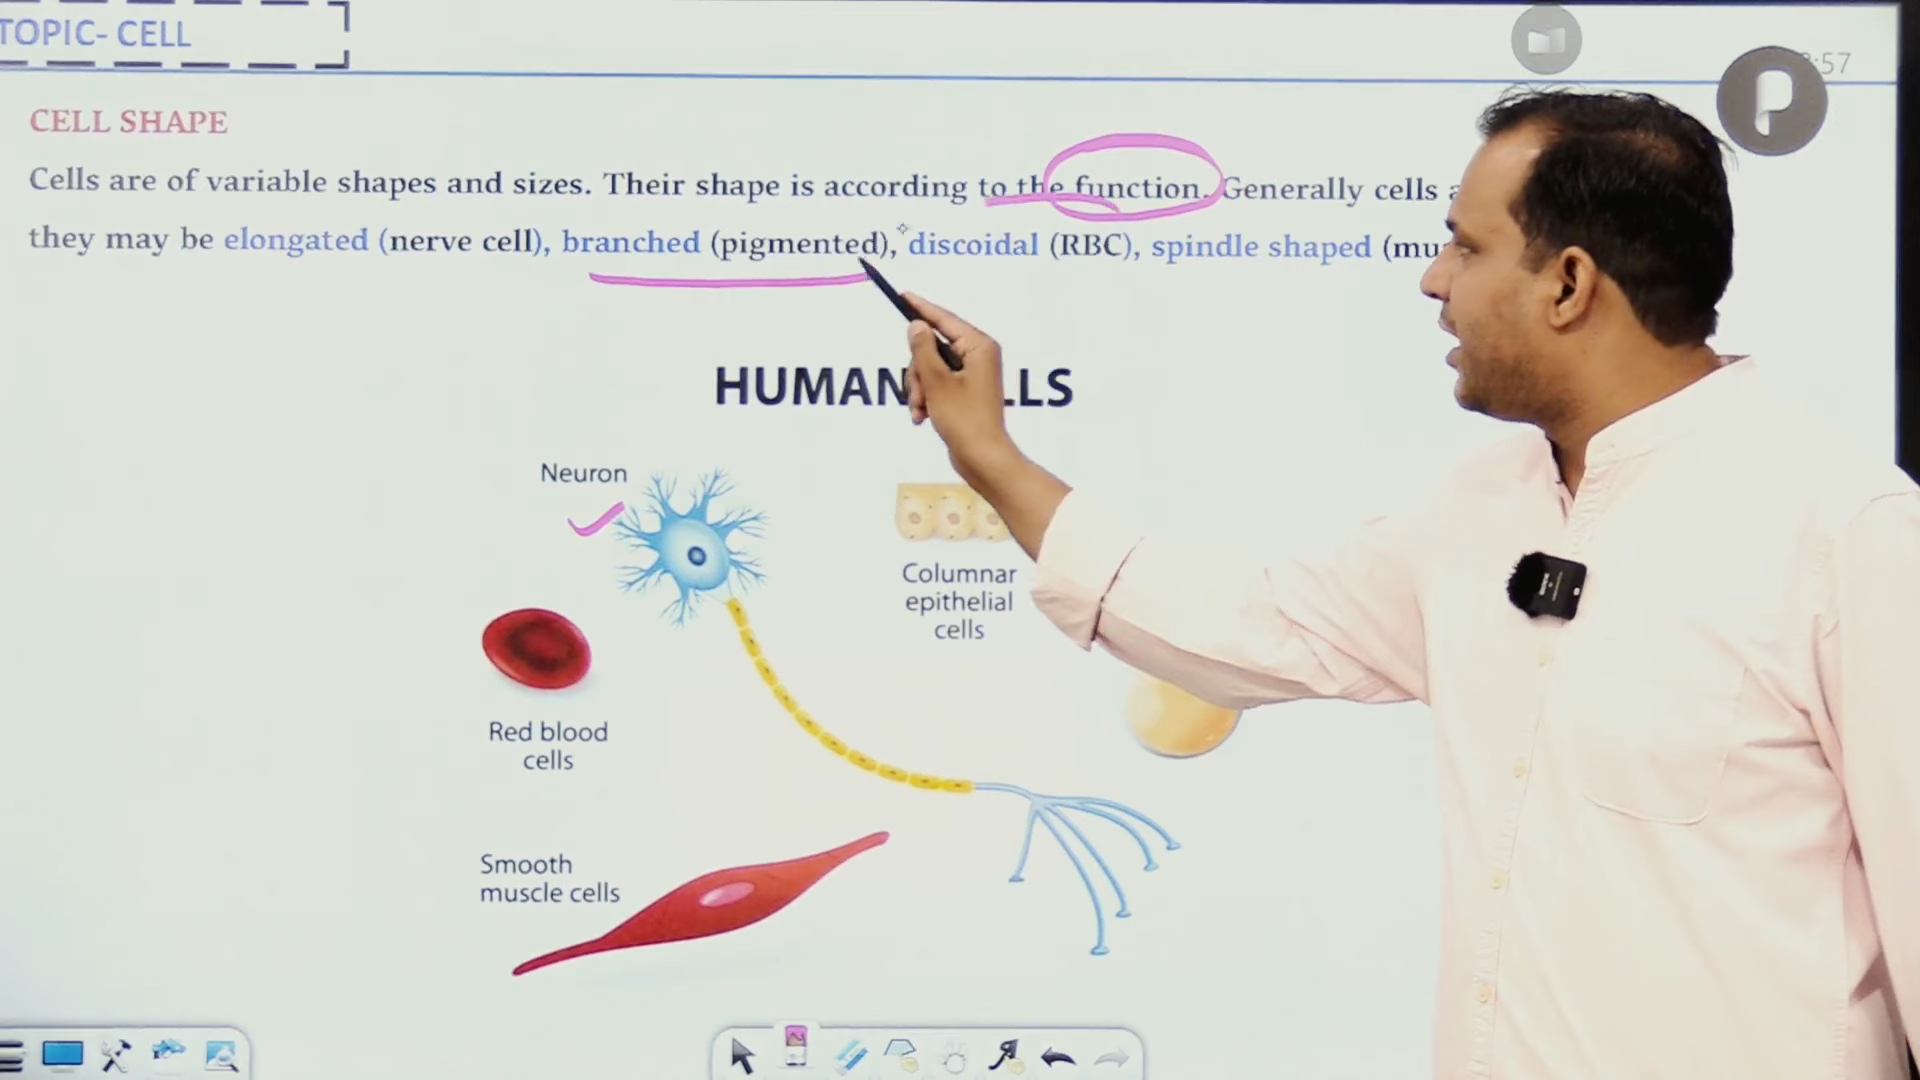 TOPIC- CELL
:57
P
CELL SHAPE
Cells are of variable shapes and sizes. Their shape is according to the function. Generally cells
they may be elongated (nerve cell), branched (pigmented), discoidal (RBC), spindle shaped
HUMAN
Neuron
Columnar
epithelial
cells
Red blood
cells
Smooth
muscle cells